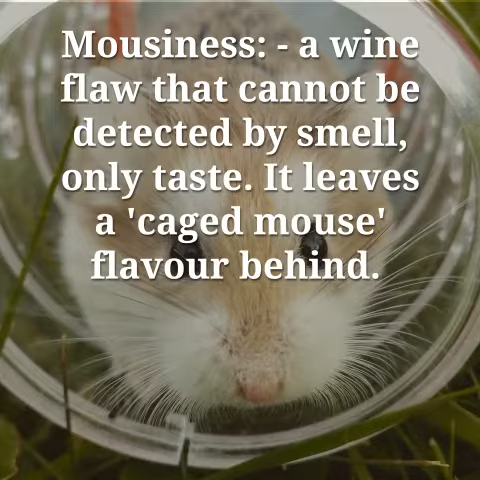 Mousiness: - a wine
flaw that cannot be
detected by smell,
only taste. It leaves
a 'caged mouse'
flavour behind.